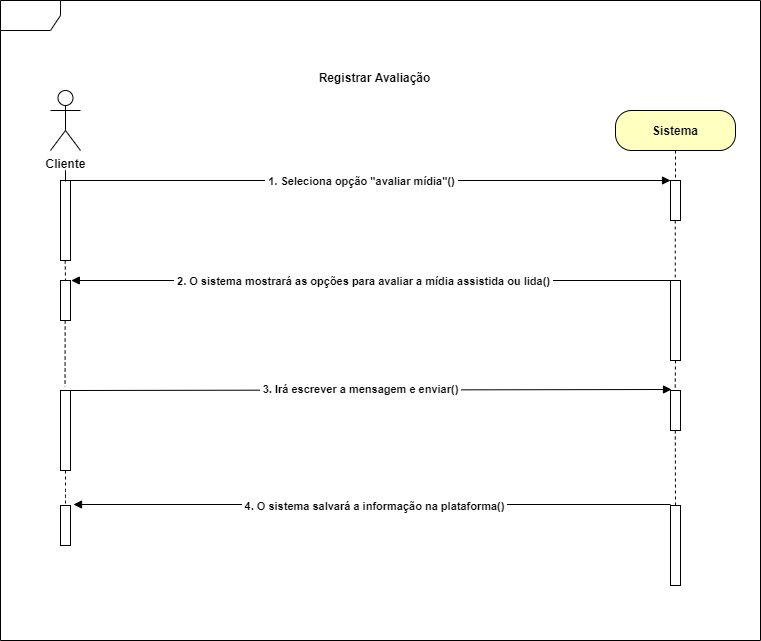 Registrar Avaliação
Cliente
Sistema
1. Seleciona opção "avaliar mídia"()
2. O sistema mostrará as opções para avaliar a mídia assistida ou lida()
3. Irá escrever a mensagem e enviar()
4. O sistema salvará a informação na plataforma()